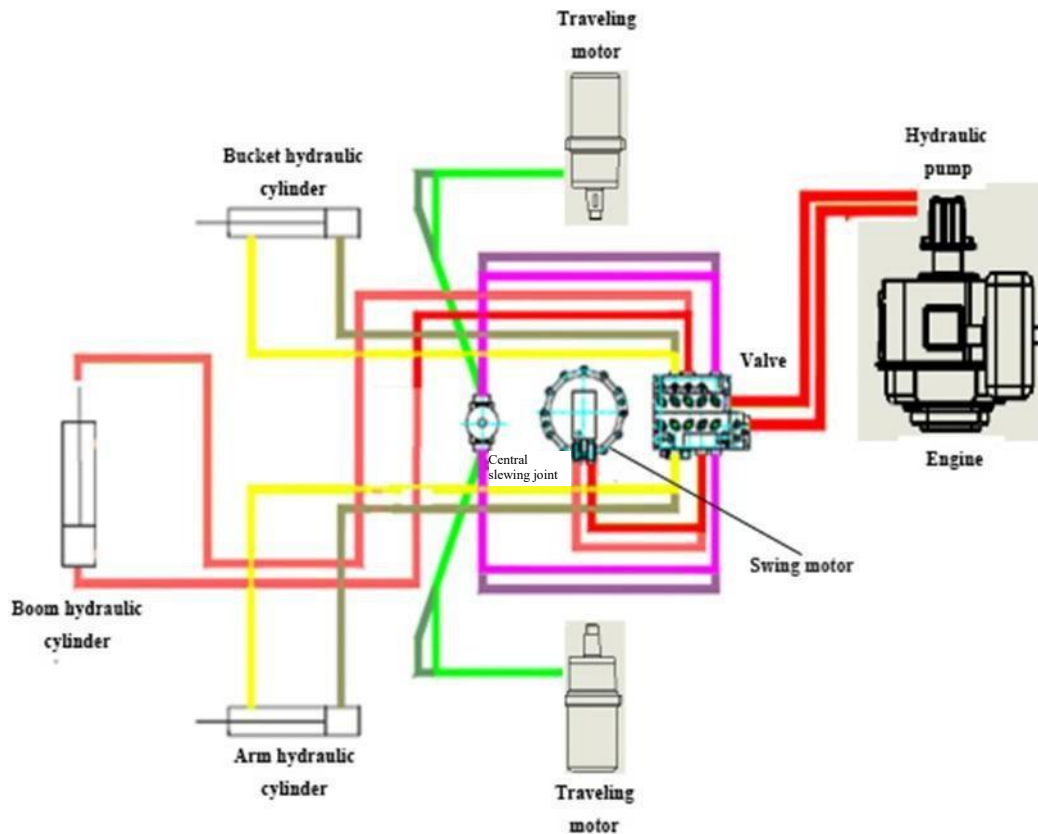 Traveling
motor
Hydraulic
pump
Bucket hydraulic
cylinder
Valve
Central
slewing joint
Engine
Swing motor
Boom hydraulic
cylinder
Arm hydraulic
cylinder
Traveling
motor